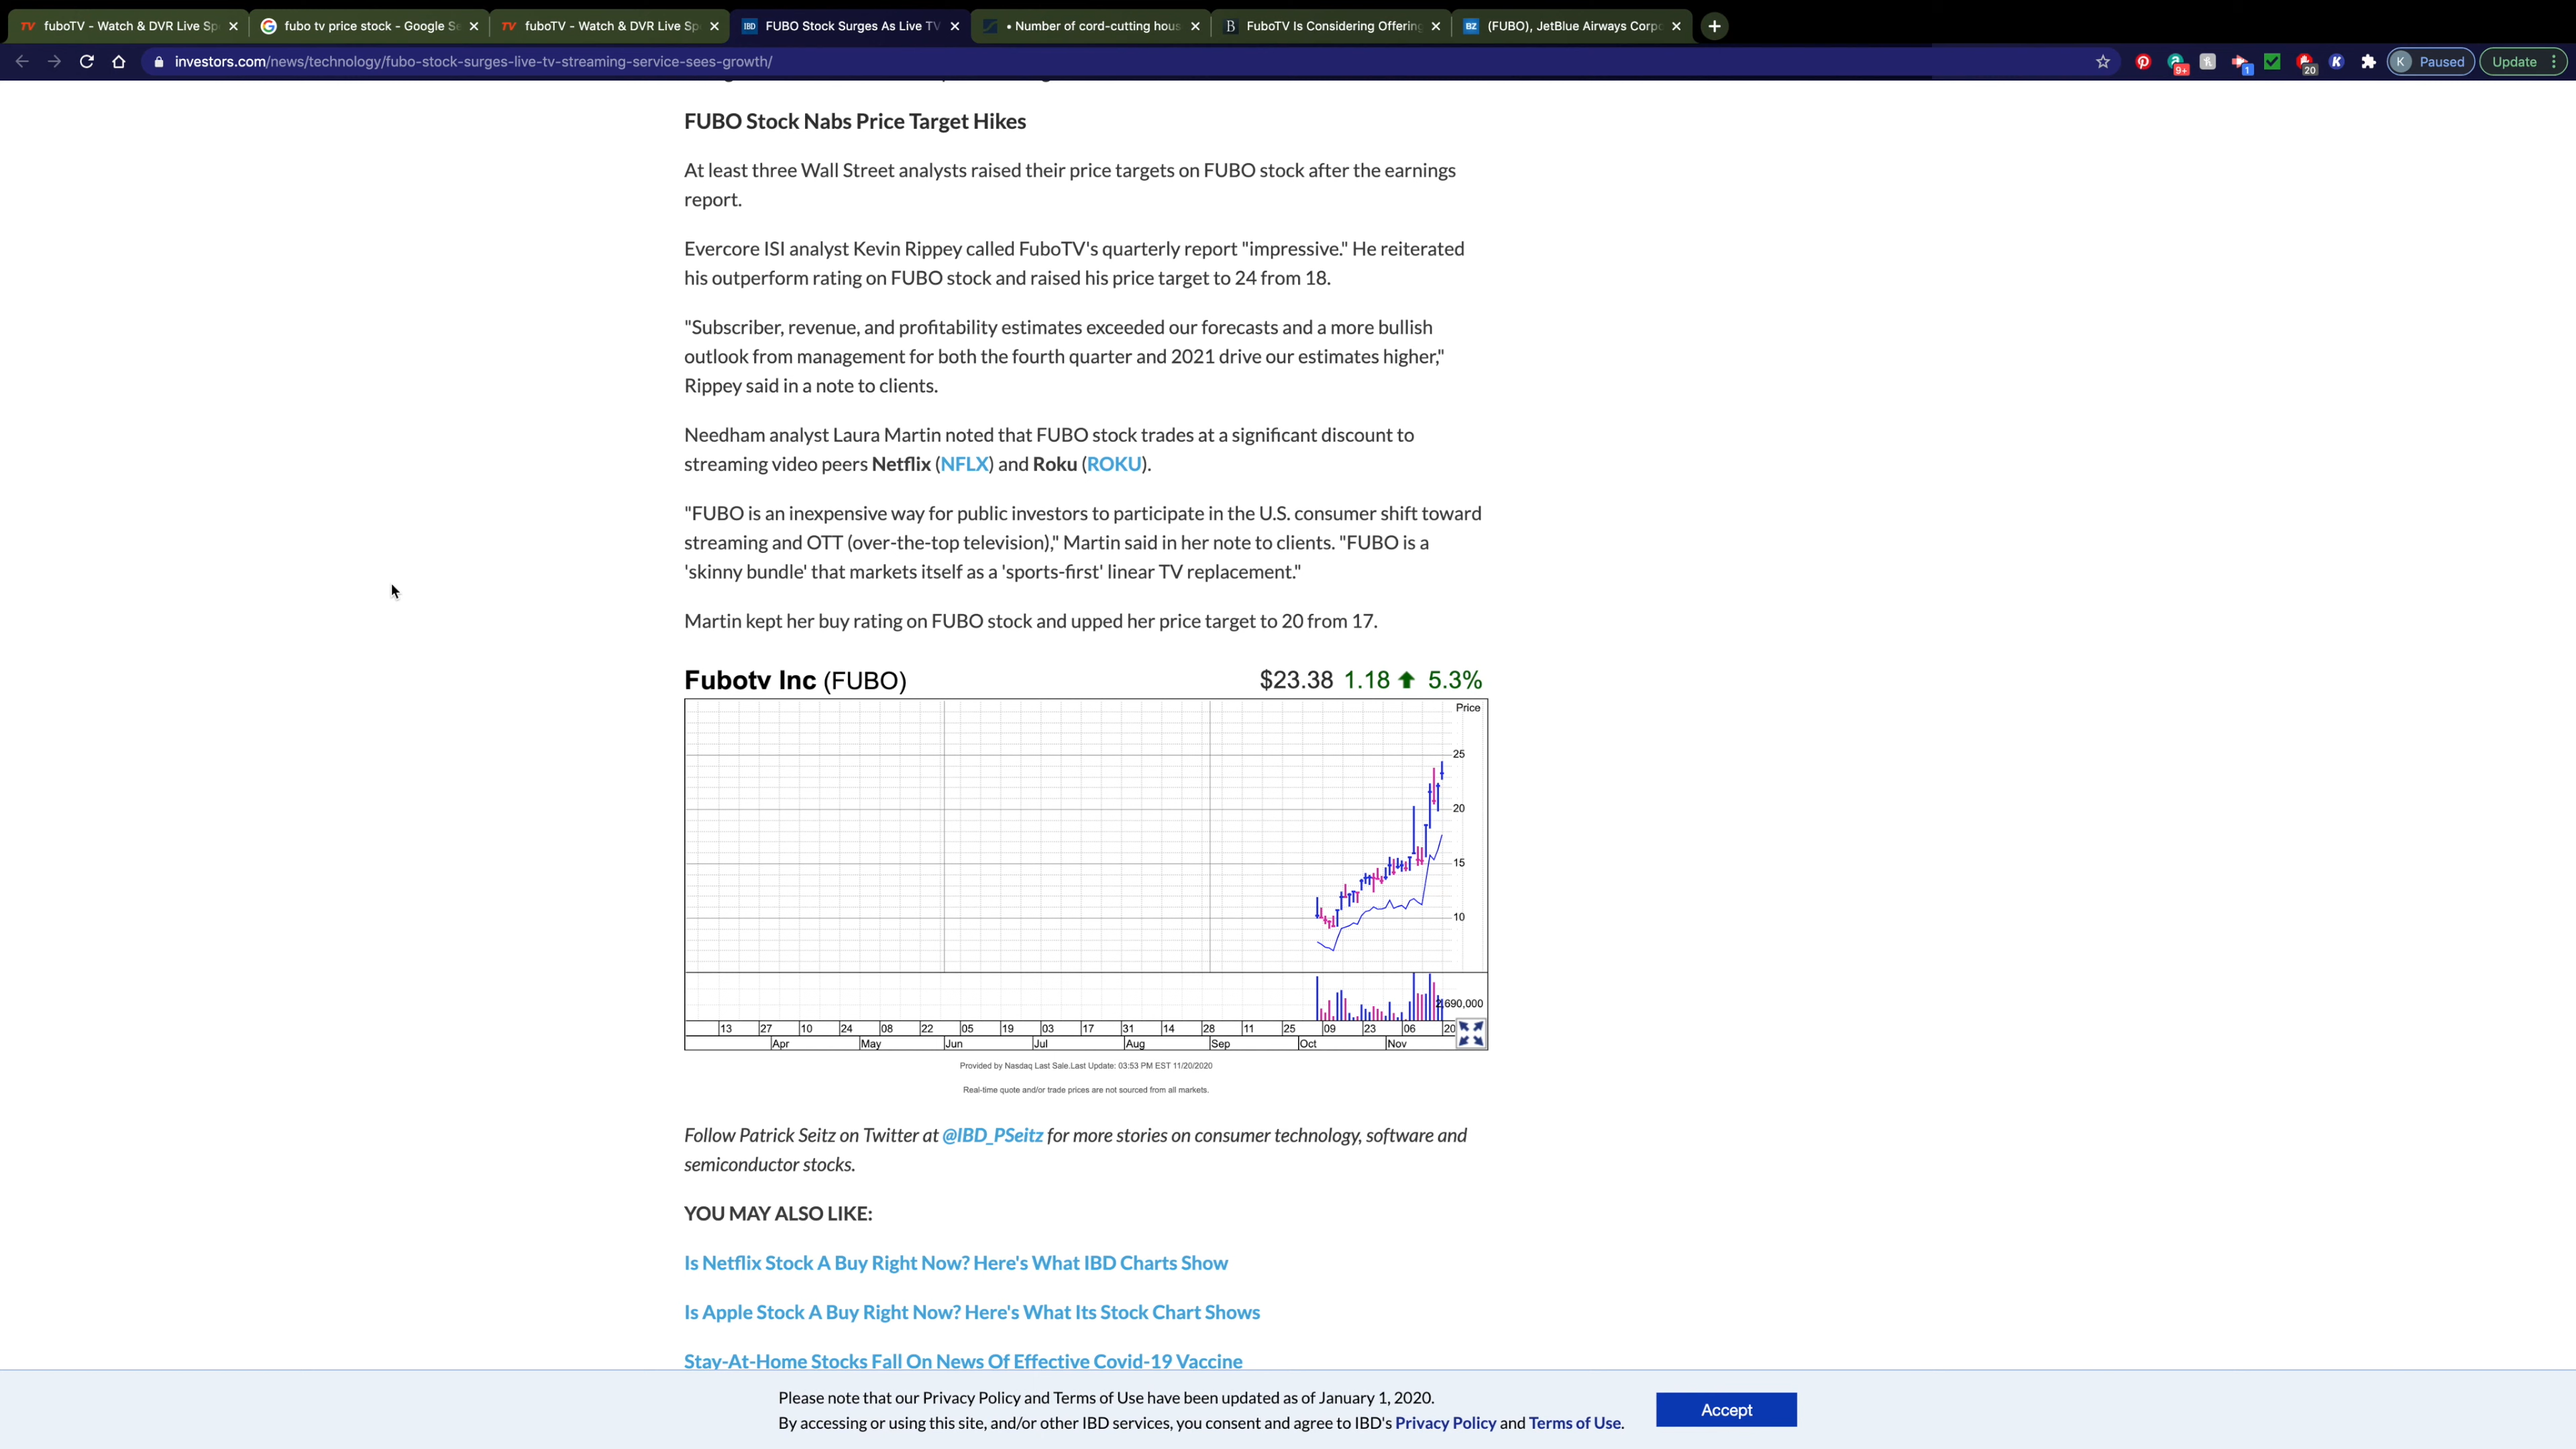 fuboTV - Watch & DVR Live Sp
fubo tv price stock - Google Se
fuboTV - Watch & DVR Live Sp
IBD FUBO Stock Surges As Live TV
• Number of cord-cutting hous
B FuboTV Is Considering Offering
BZ (FUBO), JetBlue Airways Corpo
investors.com/news/technology/fubo-stock-surges-live-tv-streaming-service-sees-growth/
9+ 1 20 K K Paused Update
FUBO Stock Nabs Price Target Hikes
At least three Wall Street analysts raised their price targets on FUBO stock after the earnings
report.
Evercore ISI analyst Kevin Rippey called FuboTV's quarterly report "impressive." He reiterated
his outperform rating on FUBO stock and raised his price target to 24 from 18.
"Subscriber, revenue, and profitability estimates exceeded our forecasts and a more bullish
outlook from management for both the fourth quarter and 2021 drive our estimates higher,"
Rippey said in a note to clients.
Needham analyst Laura Martin noted that FUBO stock trades at a significant discount to
streaming video peers Netflix (NFLX) and Roku (ROKU).
"FUBO is an inexpensive way for public investors to participate in the U.S. consumer shift toward
streaming and OTT (over-the-top television)," Martin said in her note to clients. "FUBO is a
'skinny bundle' that markets itself as a 'sports-first' linear TV replacement."
Martin kept her buy rating on FUBO stock and upped her price target to 20 from 17.
Fubotv Inc (FUBO) $23.38 1.18 5.3%
Price
25
20
15
10
690,000
13 27 10 24 08 22 05 19 03 17 31 14 28 11 25 09 23 06 20
Apr May Jun Jul Aug Sep Oct Nov
Provided by Nasdaq Last Sale.Last Update: 03:53 PM EST 11/20/2020
Real-time quote and/or trade prices are not sourced from all markets.
Follow Patrick Seitz on Twitter at @IBD_PSeitz for more stories on consumer technology, software and
semiconductor stocks.
YOU MAY ALSO LIKE:
Is Netflix Stock A Buy Right Now? Here's What IBD Charts Show
Is Apple Stock A Buy Right Now? Here's What Its Stock Chart Shows
Stay-At-Home Stocks Fall On News Of Effective Covid-19 Vaccine
Please note that our Privacy Policy and Terms of Use have been updated as of January 1, 2020.
By accessing or using this site, and/or other IBD services, you consent and agree to IBD's Privacy Policy and Terms of Use.
Accept